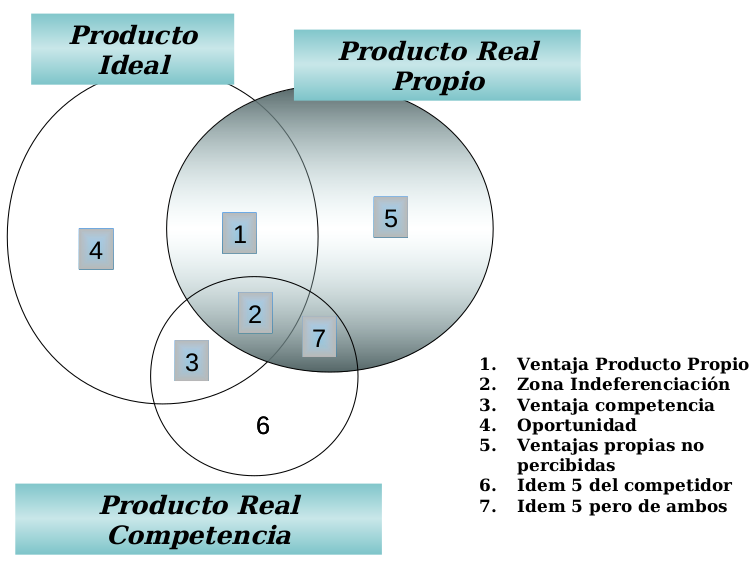 Producto
Ideal
Producto Real
Propio
4
1
5
2
7
3
6
1. Ventaja Producto Propio
2. Zona Indeferenciación
3. Ventaja competencia
4. Oportunidad
5. Ventajas propias no
percibidas
6. Idem 5 del competidor
7. Idem 5 pero de ambos
Producto Real
Competencia